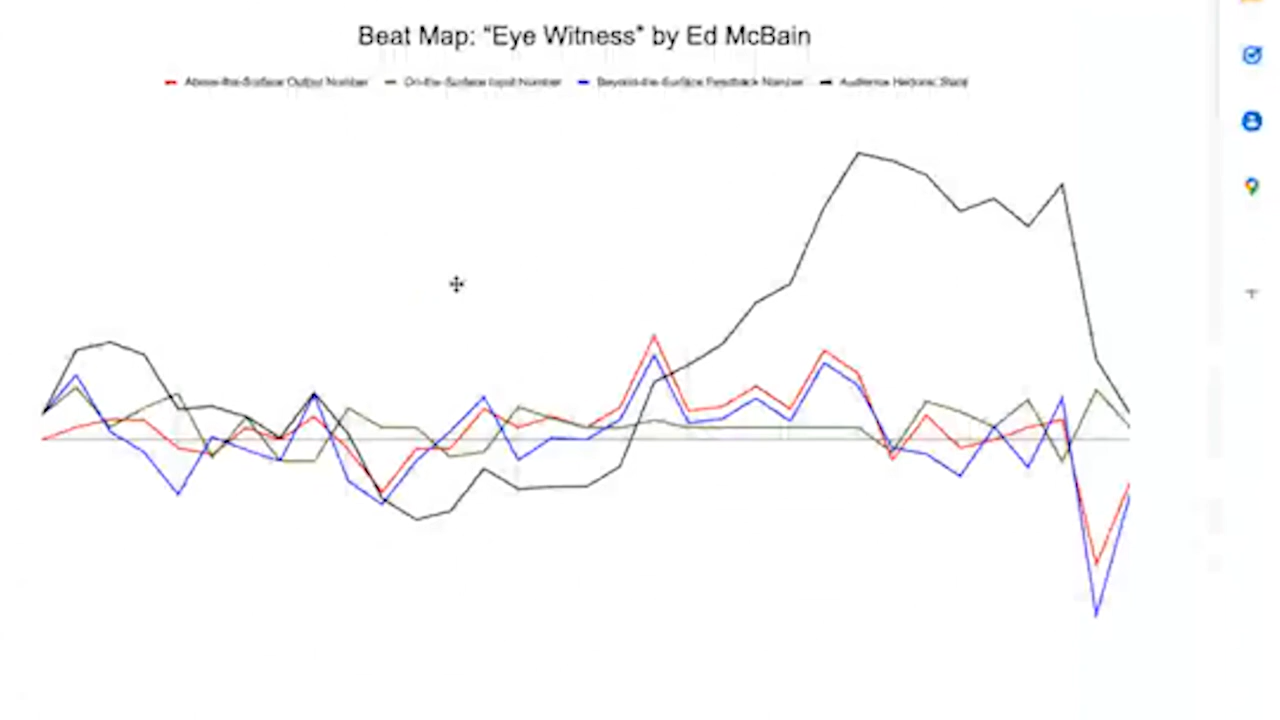 Beat Map: “Eye Witness” by Ed McBain
Above-the-Surface Output Number On-the-Surface Input Number Beyond-the-Surface Feedback Number Audience Hedonic State